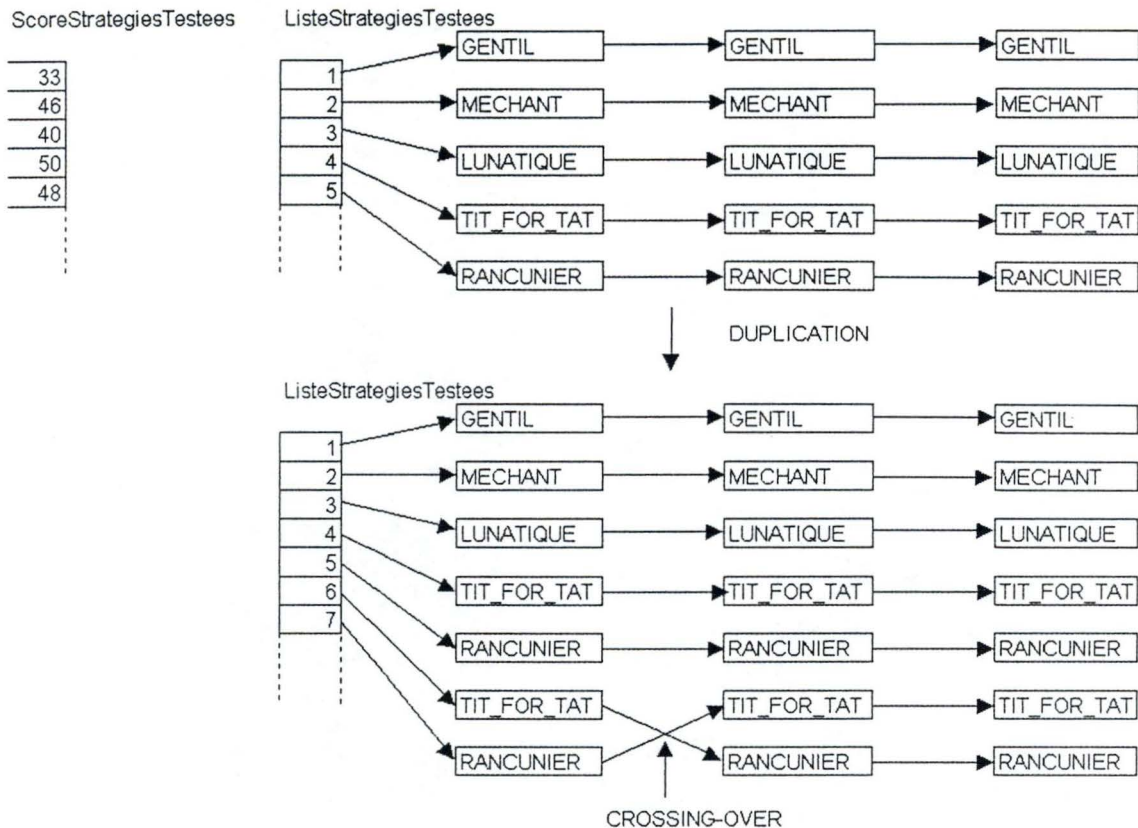 ScoreStrategiesTestees
33
46
40
50
48
ListeStrategiesTestees
1
2
3
4
5
GENTIL GENTIL GENTIL
MECHANT MECHANT MECHANT
LUNATIQUE LUNATIQUE LUNATIQUE
TIT_FOR_TAT TIT_FOR_TAT TIT_FOR_TAT
RANCUNIER RANCUNIER RANCUNIER
DUPLICATION
ListeStrategiesTestees
1
2
3
4
5
6
7
GENTIL GENTIL GENTIL
MECHANT MECHANT MECHANT
LUNATIQUE LUNATIQUE LUNATIQUE
TIT_FOR_TAT TIT_FOR_TAT TIT_FOR_TAT
RANCUNIER RANCUNIER RANCUNIER
TIT_FOR_TAT TIT_FOR_TAT TIT_FOR_TAT
RANCUNIER RANCUNIER RANCUNIER
CROSSING-OVER